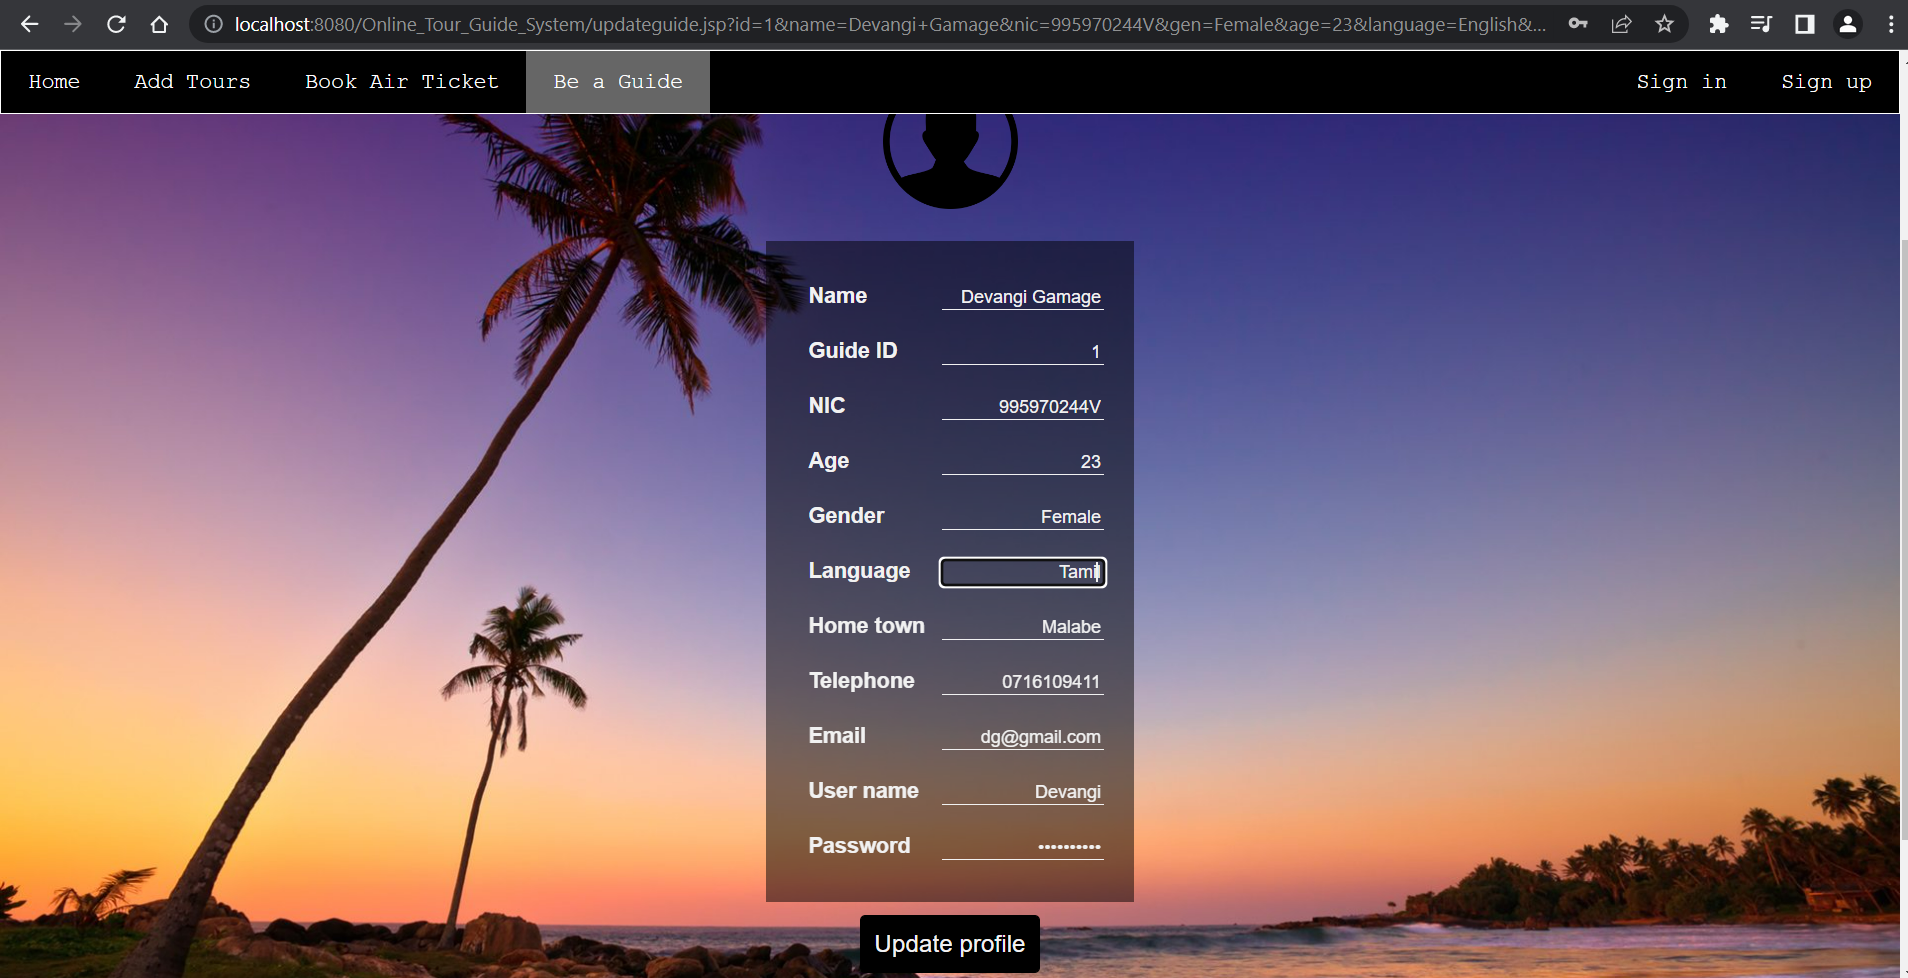 localhost:8080/Online_Tour_Guide_System/updateguide.jsp?id=1&name=Devangi+Gamage&nic=995970244V&gen=Female&age=23&language=English&...
Home Add Tours Book Air Ticket Be a Guide Sign in Sign up
Name Devangi Gamage
Guide ID 1
NIC 995970244V
Age 23
Gender Female
Language Tamil
Home town Malabe
Telephone 0716109411
Email dg@gmail.com
User name Devangi
Password ••••••••••
Update profile